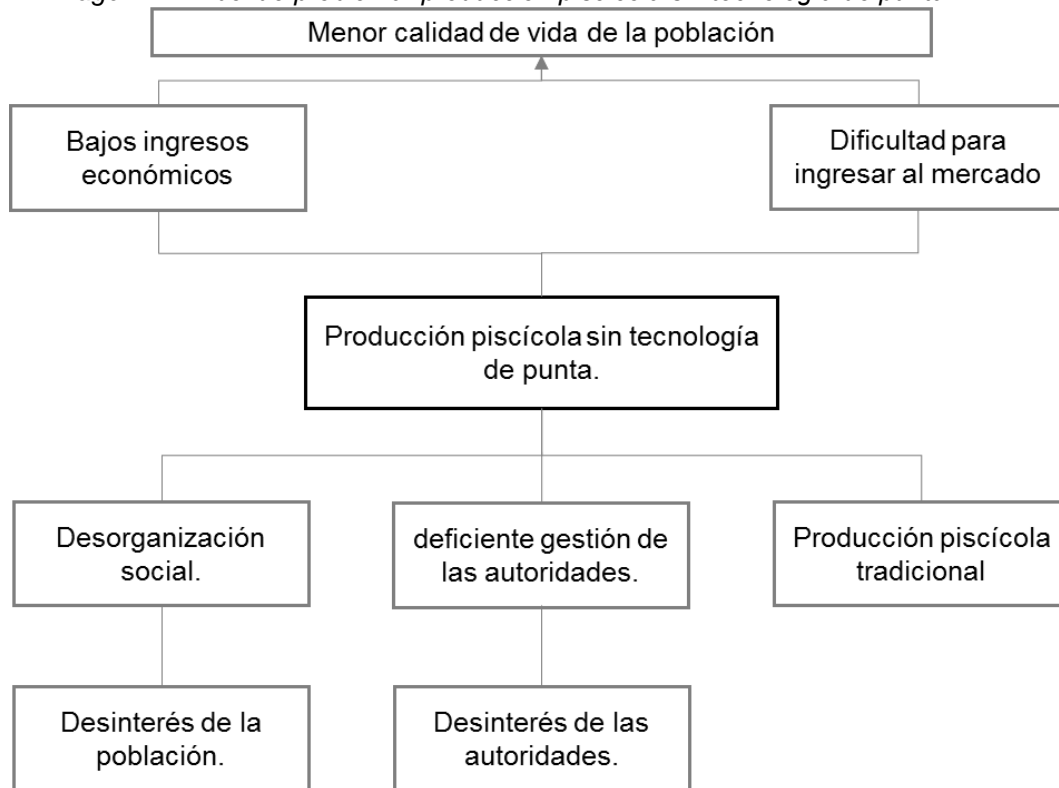 Menor calidad de vida de la población
Bajos ingresos
económicos
Dificultad para
ingresar al mercado
Producción piscícola sin tecnología
de punta.
Desorganización
social.
deficiente gestión de
las autoridades.
Producción piscícola
tradicional
Desinterés de la
población.
Desinterés de las
autoridades.